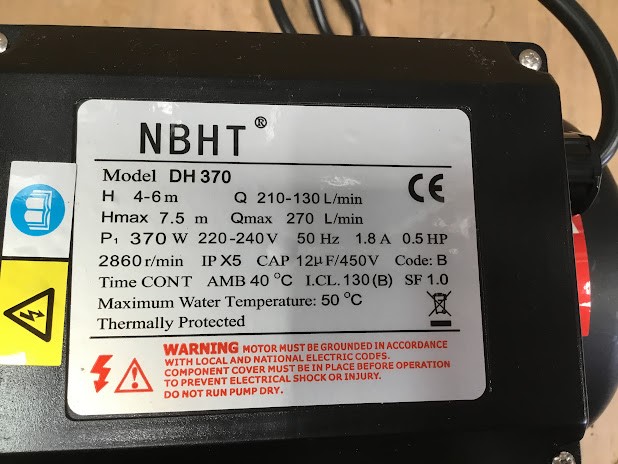 NBHT®
Model DH 370
H 4-6 m Q 210-130 L/min
Hmax 7.5 m Qmax 270 L/min
P1 370 W 220-240V 50 Hz 1.8 A 0.5 HP
2860 r/min IP X5 CAP 12μF/450V Code: B
Time CONT AMB 40 °C I.CL. 130 (B) SF 1.0
Maximum Water Temperature: 50 °C
Thermally Protected
CE
WARNING MOTOR MUST BE GROUNDED IN ACCORDANCE
WITH LOCAL AND NATIONAL ELECTRIC CODFS.
COMPONENT COVER MUST BE IN PLACE BEFORE OPERATION
TO PREVENT ELECTRICAL SHOCK OR INJURY.
DO NOT RUN PUMP DRY.